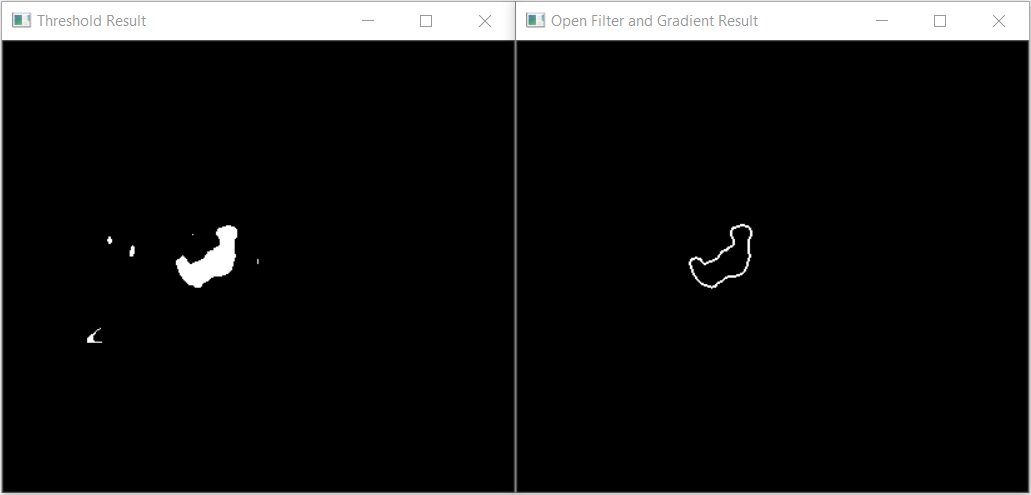 Threshold Result
Open Filter and Gradient Result